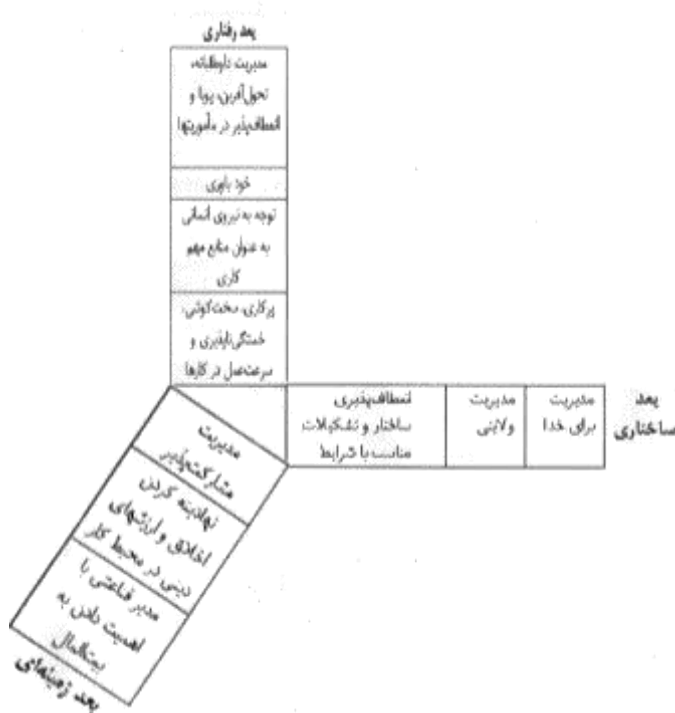 بعد رفتاری
مدیریت داوطلبانه،
تحول‌آفرین، پویا و
انعطاف‌پذیر در مأموریتها
خود باوری
توجه به نیروی انسانی
به عنوان منابع مهم
کاری
پرکاری، سخت‌کوشی،
خستگی‌ناپذیری و
سرعت‌عمل در کارها
بعد
ساختاری
مدیریت
برای خدا
مدیریت
ولایتی
انعطاف‌پذیری
ساختار و تشکیلات
مناسب با شرایط
مدیریت
مشارکت‌پذیر
نهادینه کردن
اخلاق و ارزشهای
دینی در محیط کار
مدیر قناعتی با
اهمیت دادن به
بیت‌المال
بعد زمینه‌ای